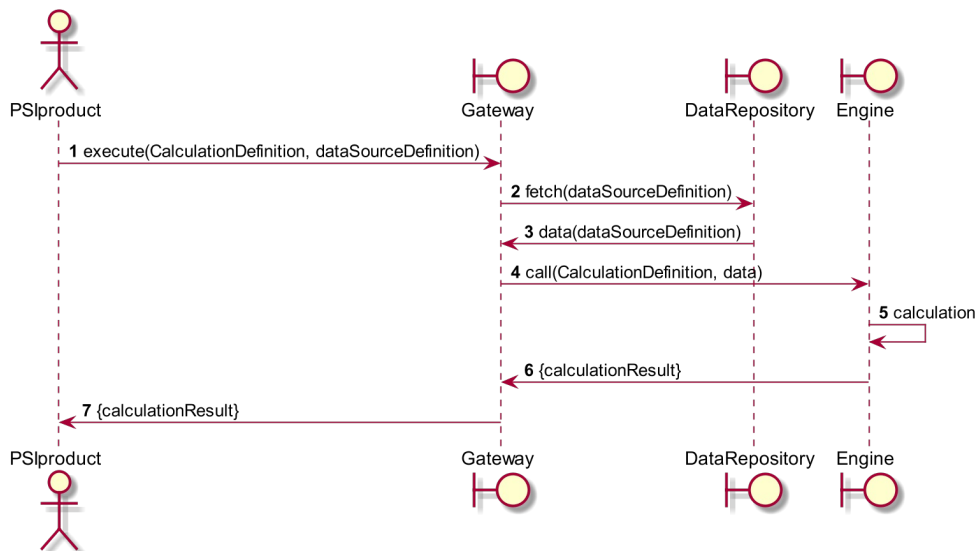 PSIproduct
Gateway
DataRepository
Engine
1 execute(CalculationDefinition, dataSourceDefinition)
2 fetch(dataSourceDefinition)
3 data(dataSourceDefinition)
4 call(CalculationDefinition, data)
5 calculation
6 {calculationResult}
7 {calculationResult}
PSIproduct
Gateway
DataRepository
Engine